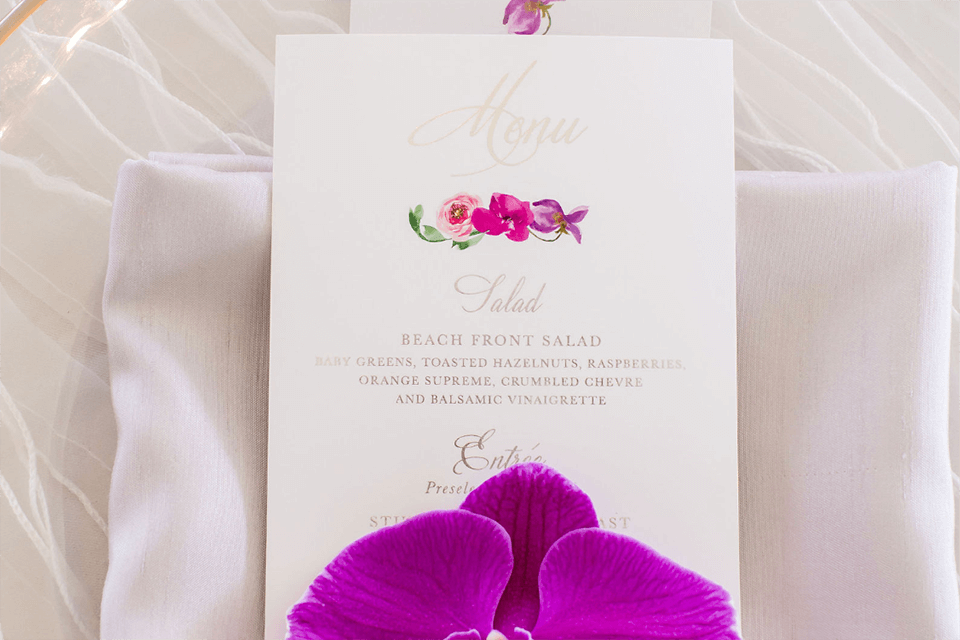 Menu
Salad
BEACH FRONT SALAD
BABY GREENS, TOASTED HAZELNUTS, RASPBERRIES,
ORANGE SUPREME, CRUMBLED CHEVRE
AND BALSAMIC VINAIGRETTE
Entrée